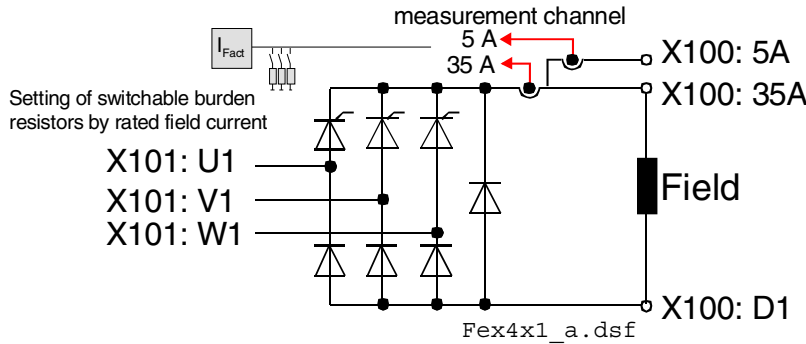 measurement channel
I Fact
5 A
35 A
X100: 5A
X100: 35A
Setting of switchable burden
resistors by rated field current
X101: U1
X101: V1
X101: W1
Field
X100: D1
Fex4x1_a.dsf